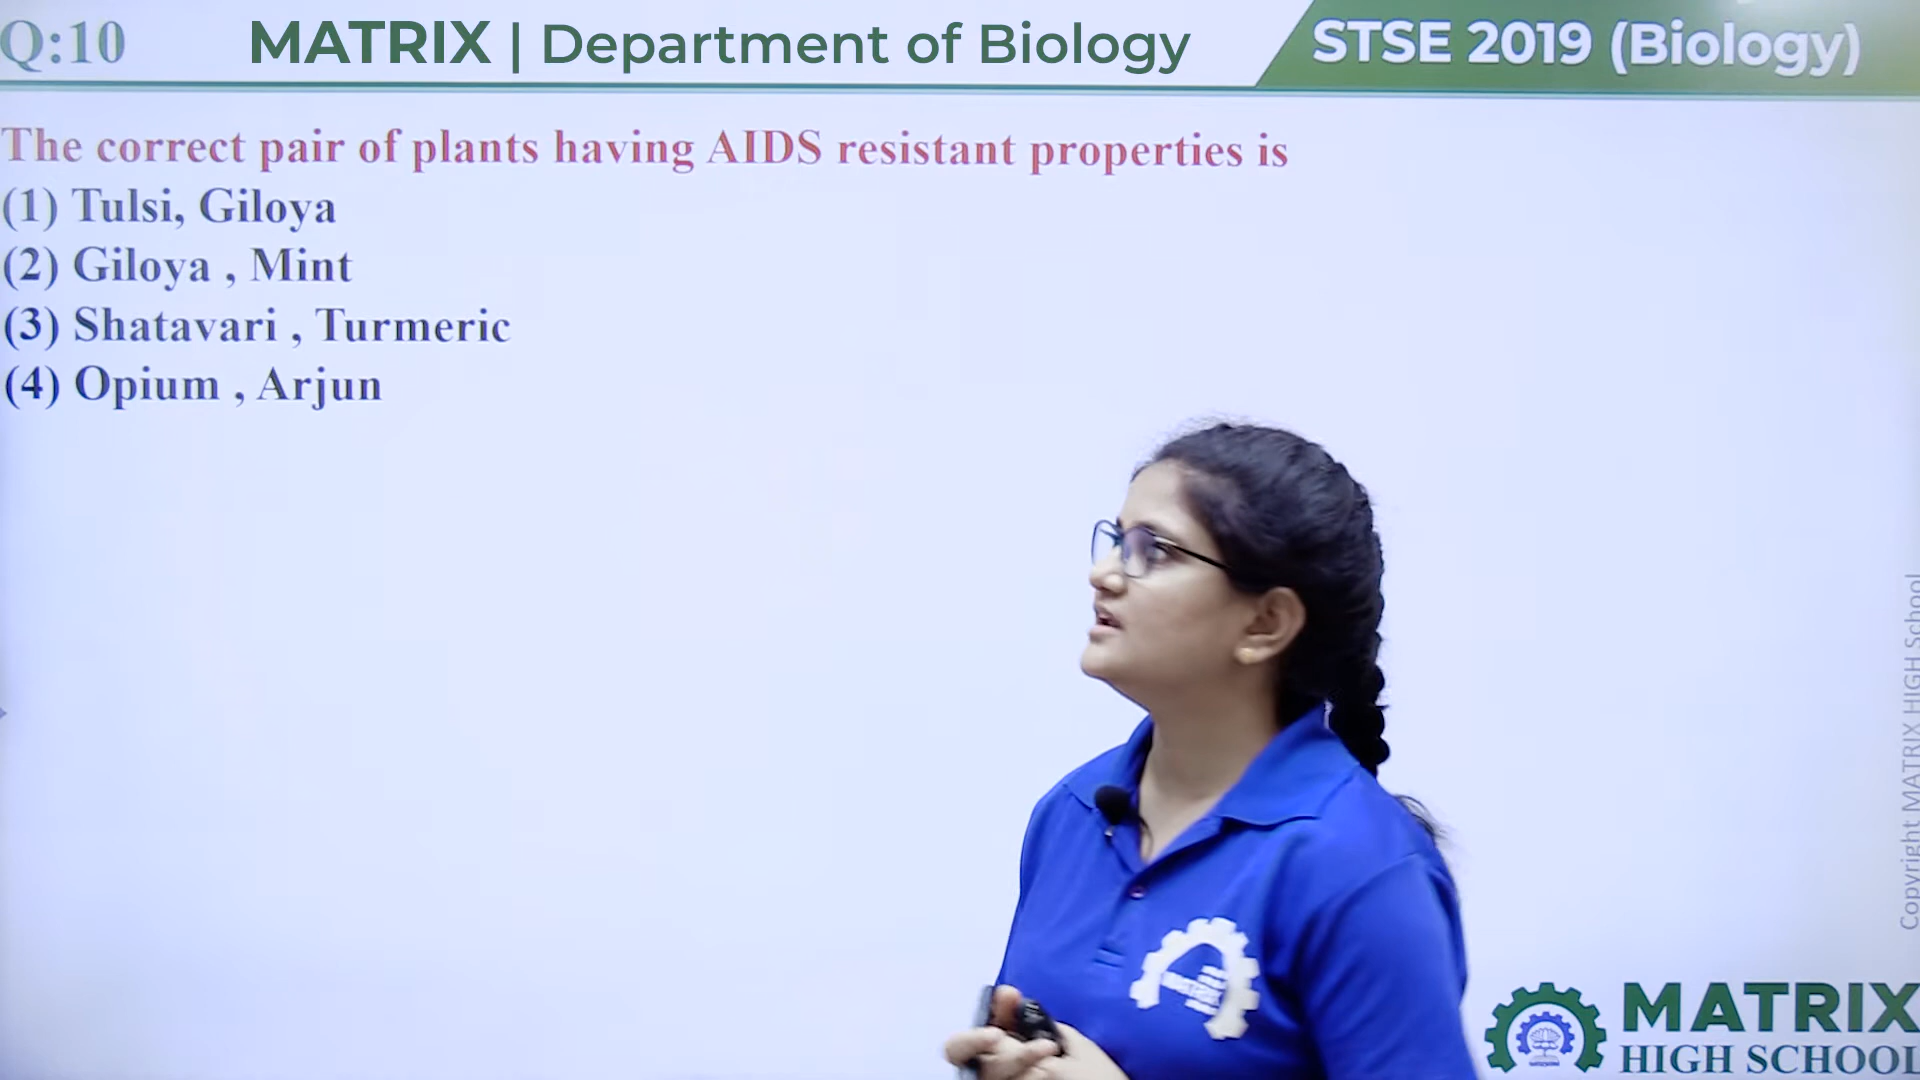 Q:10
MATRIX | Department of Biology
STSE 2019 (Biology)
The correct pair of plants having AIDS resistant properties is
(1) Tulsi, Giloya
(2) Giloya , Mint
(3) Shatavari , Turmeric
(4) Opium , Arjun
Copyright MATRIX HIGH School
MATRIX
HIGH SCHOOL